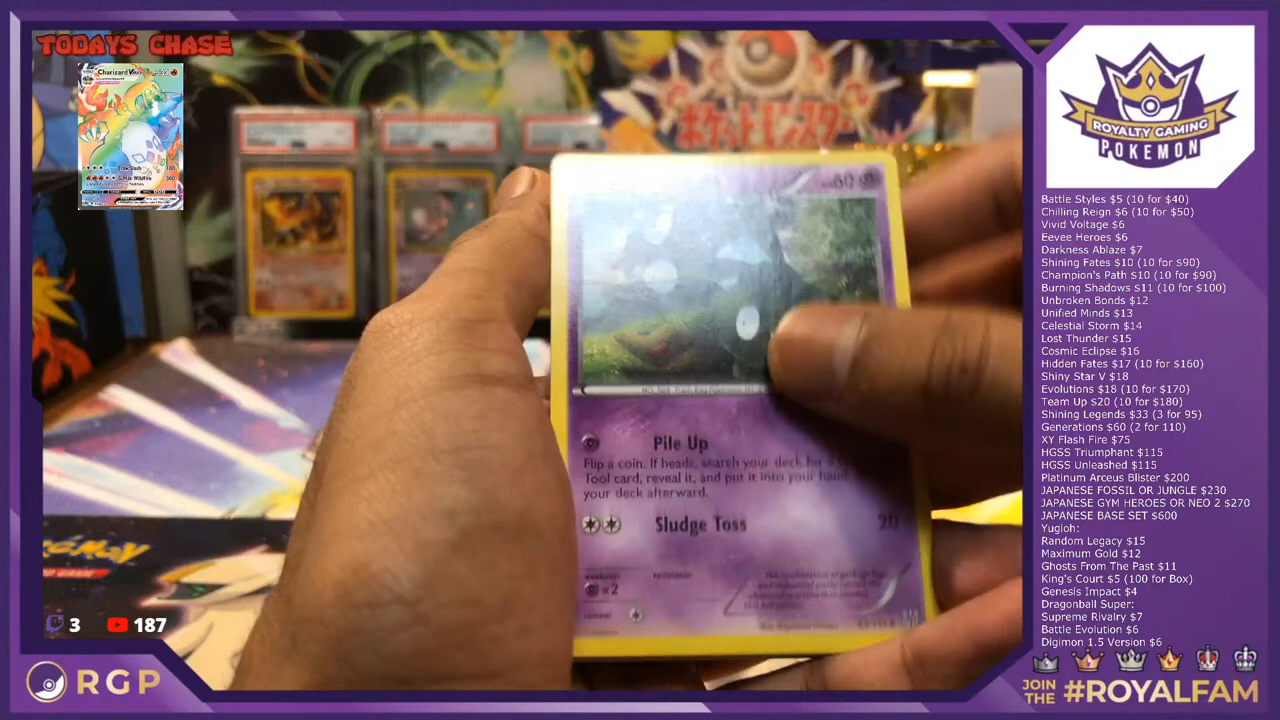 TODAYS CHASE
Charizard
Claw Slash 100
G-Max Wildfire 300
ポケットモンスター
60
Pile Up
Flip a coin. If heads, search your deck for a
Tool card, reveal it, and put it into your hand
your deck afterward.
Sludge Toss 20
×2
3
187
RGP
ROYALTY GAMING
POKEMON
Battle Styles $5 (10 for $40)
Chilling Reign $6 (10 for $50)
Vivid Voltage $6
Eevee Heroes $6
Darkness Ablaze $7
Shining Fates $10 (10 for $90)
Champion's Path $10 (10 for $90)
Burning Shadows $11 (10 for $100)
Unbroken Bonds $12
Unified Minds $13
Celestial Storm $14
Lost Thunder $15
Cosmic Eclipse $16
Hidden Fates $17 (10 for $160)
Shiny Star V $18
Evolutions $18 (10 for $170)
Team Up $20 (10 for $180)
Shining Legends $33 (3 for 95)
Generations $60 (2 for 110)
XY Flash Fire $75
HGSS Triumphant $115
HGSS Unleashed $115
Platinum Arceus Blister $200
JAPANESE FOSSIL OR JUNGLE $230
JAPANESE GYM HEROES OR NEO 2 $270
JAPANESE BASE SET $600
Yugioh:
Random Legacy $15
Maximum Gold $12
Ghosts From The Past $11
King's Court $5 (100 for Box)
Genesis Impact $4
Dragonball Super:
Supreme Rivalry $7
Battle Evolution $6
Digimon 1.5 Version $6
JOIN
THE #ROYALFAM